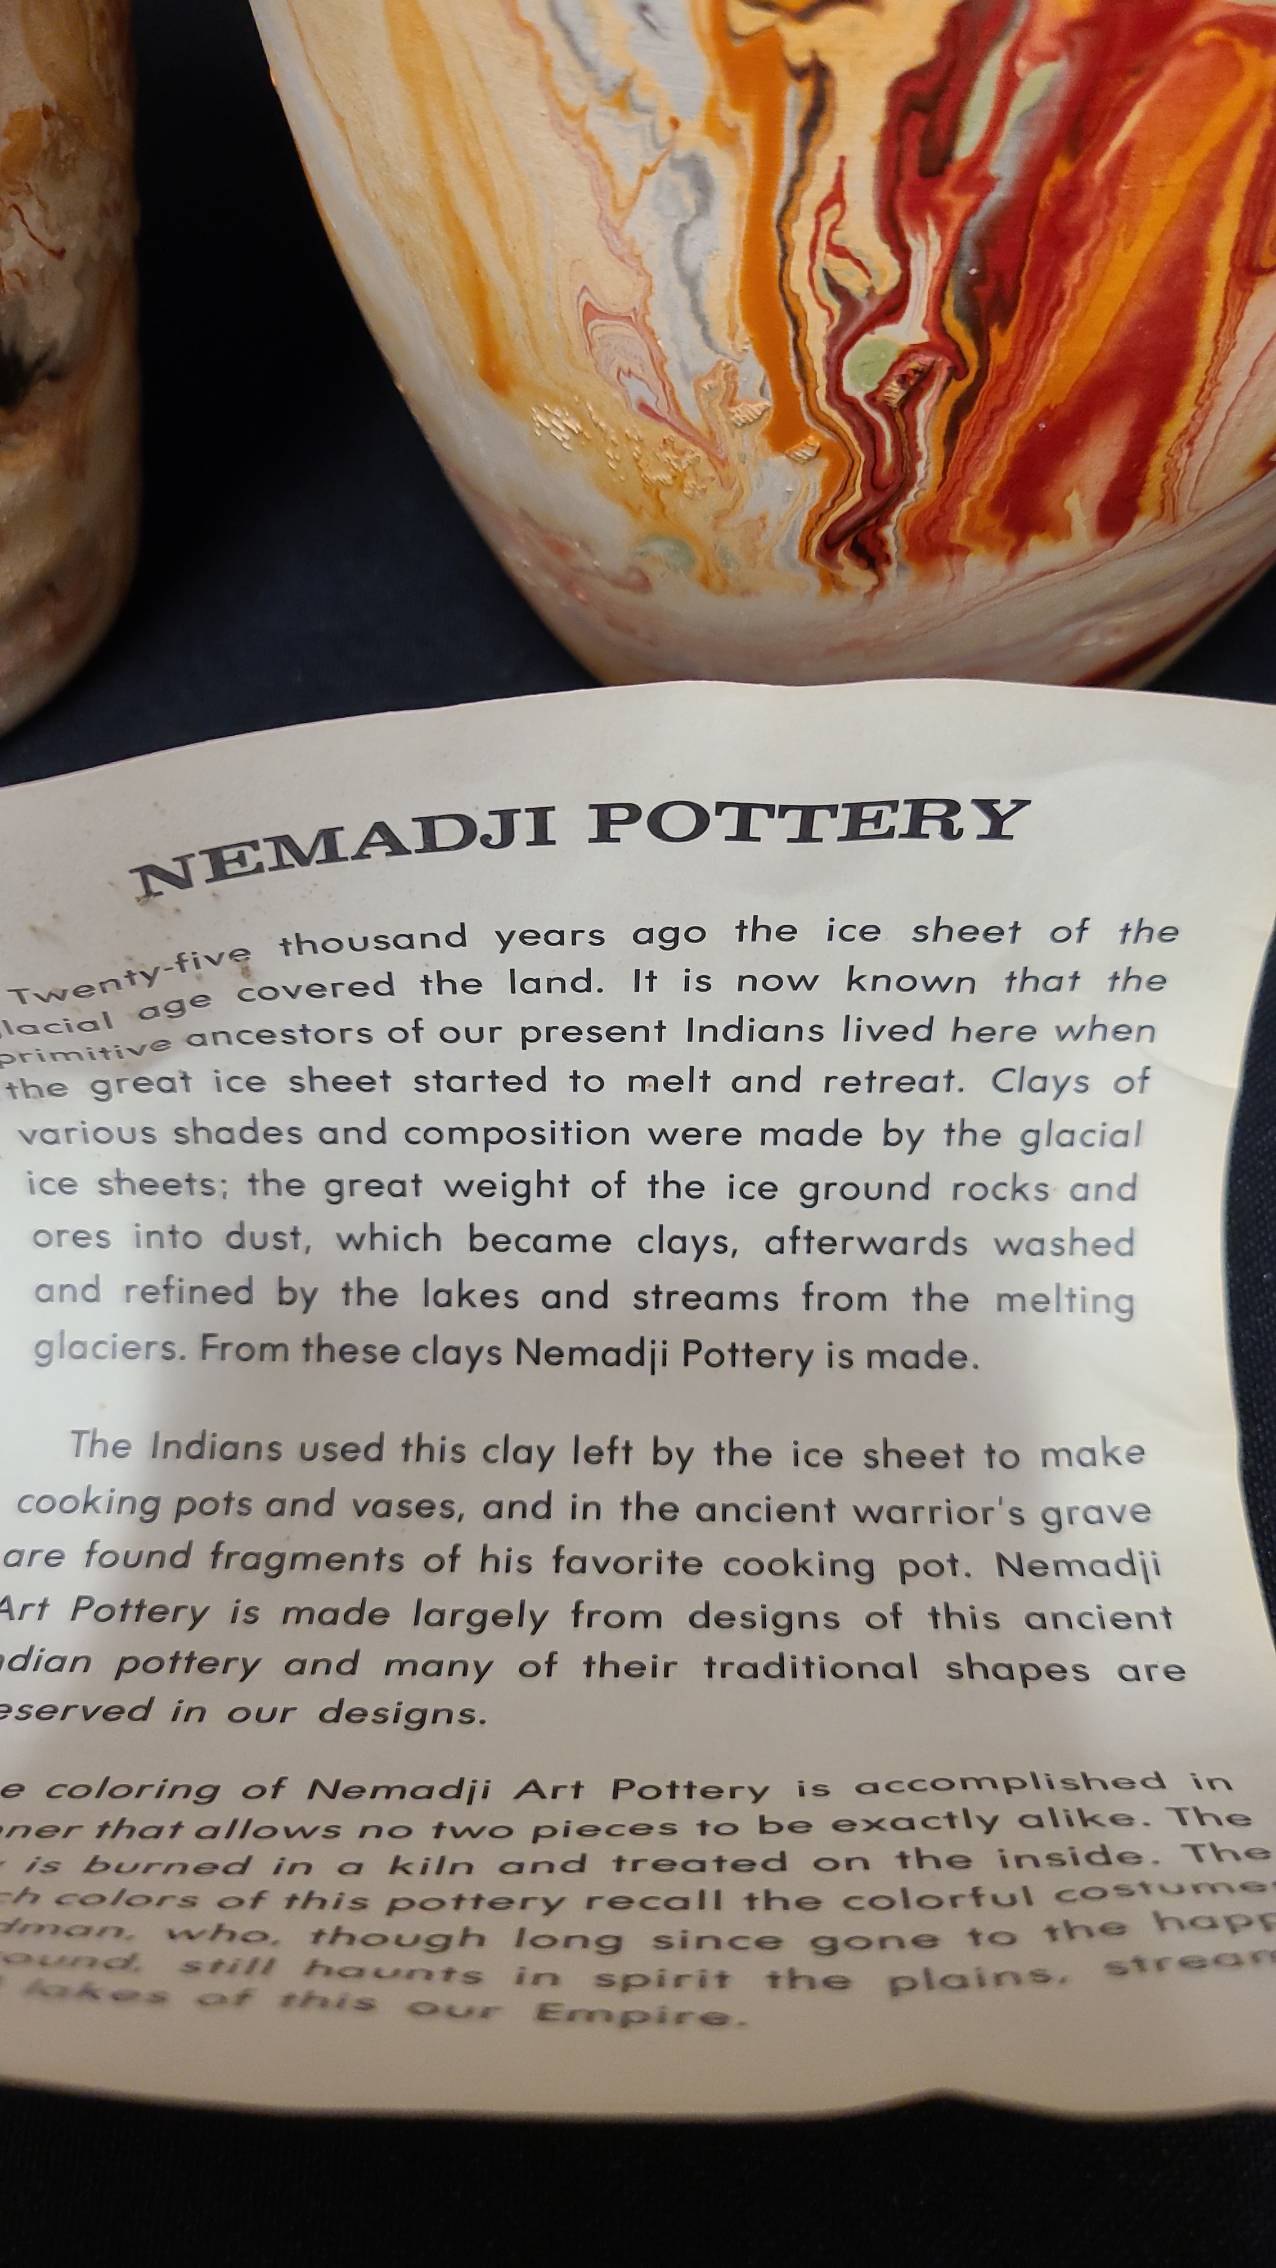 NEMADJI POTTERY
Twenty-five thousand years ago the ice sheet of the
lacial age covered the land. It is now known that the
primitive ancestors of our present Indians lived here when
the great ice sheet started to melt and retreat. Clays of
various shades and composition were made by the glacial
ice sheets; the great weight of the ice ground rocks and
ores into dust, which became clays, afterwards washed
and refined by the lakes and streams from the melting
glaciers. From these clays Nemadji Pottery is made.
The Indians used this clay left by the ice sheet to make
cooking pots and vases, and in the ancient warrior's grave
are found fragments of his favorite cooking pot. Nemadji
Art Pottery is made largely from designs of this ancient
dian pottery and many of their traditional shapes are
eserved in our designs.
e coloring of Nemadji Art Pottery is accomplished in
ner that allows no two pieces to be exactly alike. The
is burned in a kiln and treated on the inside. The
ch colors of this pottery recall the colorful costume
dman, who, though long since gone to the happ
ound, still haunts in spirit the plains, stream
lakes of this our Empire.